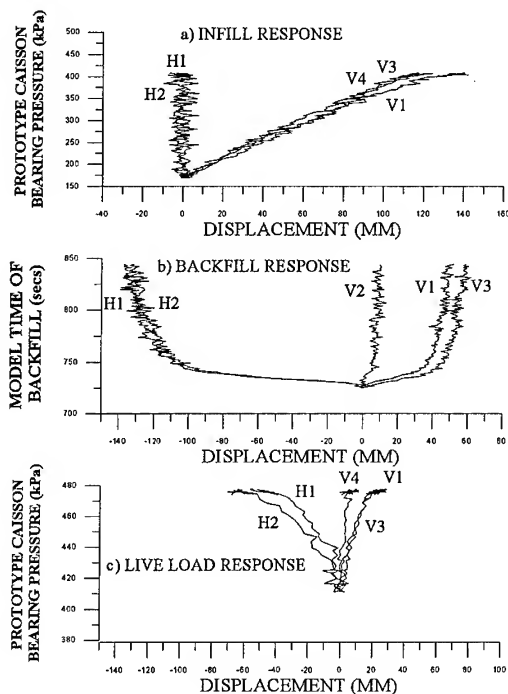 a) INFILL RESPONSE
PROTOTYPE CAISSON
BEARING PRESSURE (kPa)
500
450
400
350
300
250
200
150
H1
H2
V3
V4
V1
-40 -20 0 20 40 60 80 100 120 140 160
DISPLACEMENT (MM)
b) BACKFILL RESPONSE
MODEL TIME OF
BACKFILL (secs)
850
800
750
700
H1 H2 V2 V1 V3
-140 -120 -100 -80 -60 -40 -20 0 20 40 60 80
DISPLACEMENT (MM)
PROTOTYPE CAISSON
BEARING PRESSURE (kPa)
480
460
440
420
400
380
H1 V4 V1
H2 V3
c) LIVE LOAD RESPONSE
-140 -120 -100 -80 -60 -40 -20 0 20 40 60 80 100
DISPLACEMENT (MM)